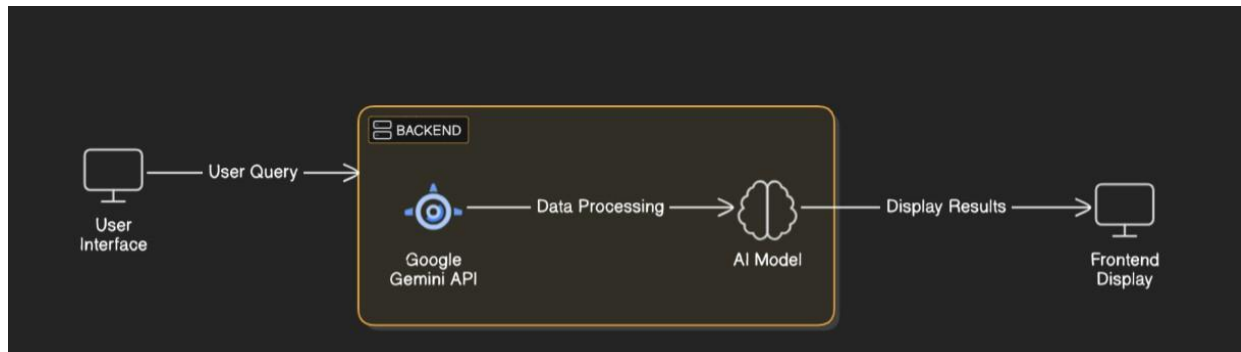 BACKEND
User Query
User
Interface
Data Processing
Google
Gemini API
AI Model
Display Results
Frontend
Display